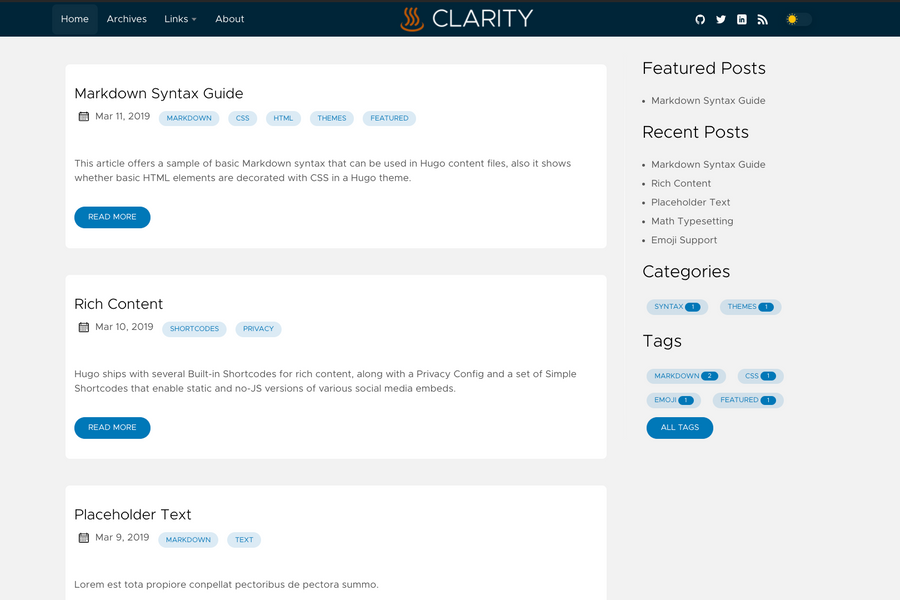 Home Archives Links About CLARITY
Markdown Syntax Guide
Mar 11, 2019 MARKDOWN CSS HTML THEMES FEATURED
This article offers a sample of basic Markdown syntax that can be used in Hugo content files, also it shows
whether basic HTML elements are decorated with CSS in a Hugo theme.
READ MORE
Rich Content
Mar 10, 2019 SHORTCODES PRIVACY
Hugo ships with several Built-in Shortcodes for rich content, along with a Privacy Config and a set of Simple
Shortcodes that enable static and no-JS versions of various social media embeds.
READ MORE
Placeholder Text
Mar 9, 2019 MARKDOWN TEXT
Lorem est tota propiore conpellat pectoribus de pectora summo.
Featured Posts
Markdown Syntax Guide
Recent Posts
Markdown Syntax Guide
Rich Content
Placeholder Text
Math Typesetting
Emoji Support
Categories
SYNTAX 1 THEMES 1
Tags
MARKDOWN 2 CSS 1
EMOJI 1 FEATURED 1
ALL TAGS